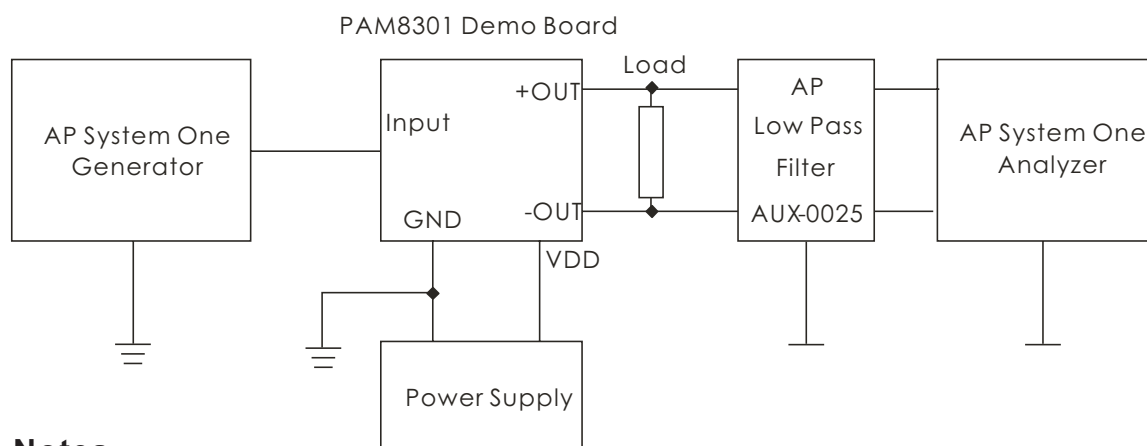 PAM8301 Demo Board
AP System One
Generator
Input
+OUT
-OUT
GND
VDD
Load
AP
Low Pass
Filter
AUX-0025
AP System One
Analyzer
Power Supply
Notes